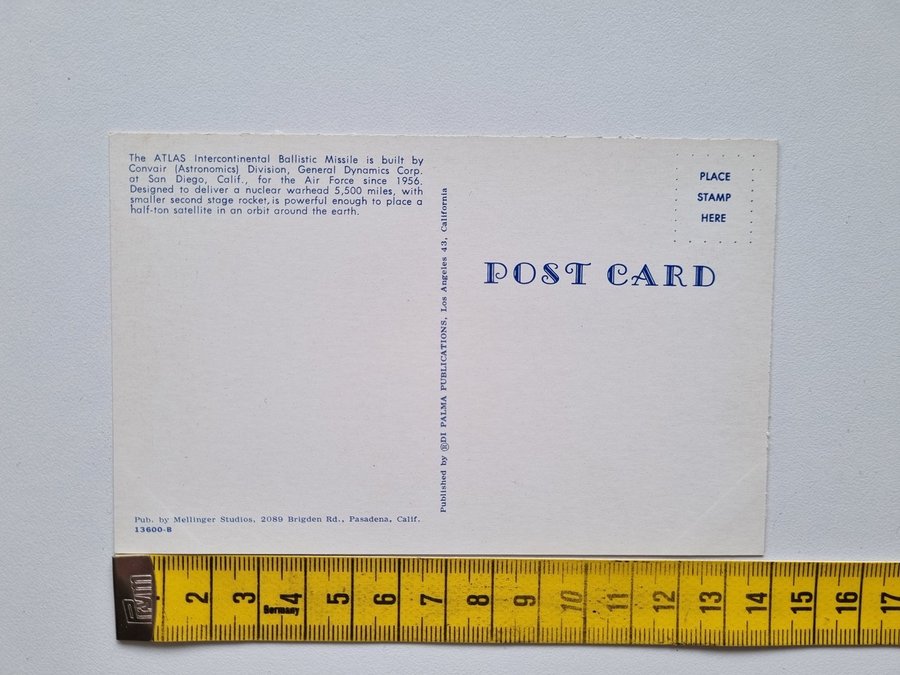 The ATLAS Intercontinental Ballistic Missile is built by
Convair (Astronomics) Division, General Dynamics Corp.
at San Diego, Calif., for the Air Force since 1956.
Designed to deliver a nuclear warhead 5,500 miles, with
smaller second stage rocket, is powerful enough to place a
half-ton satellite in an orbit around the earth.
PLACE
STAMP
HERE
POST CARD
Published by ⓇDI PALMA PUBLICATIONS, Los Angeles 43, California
Pub. by Mellinger Studios, 2089 Brigden Rd., Pasadena, Calif.
13600-B
2 3 4 5 6 7 8 9 10 11 12 13 14 15 16 17
Germany